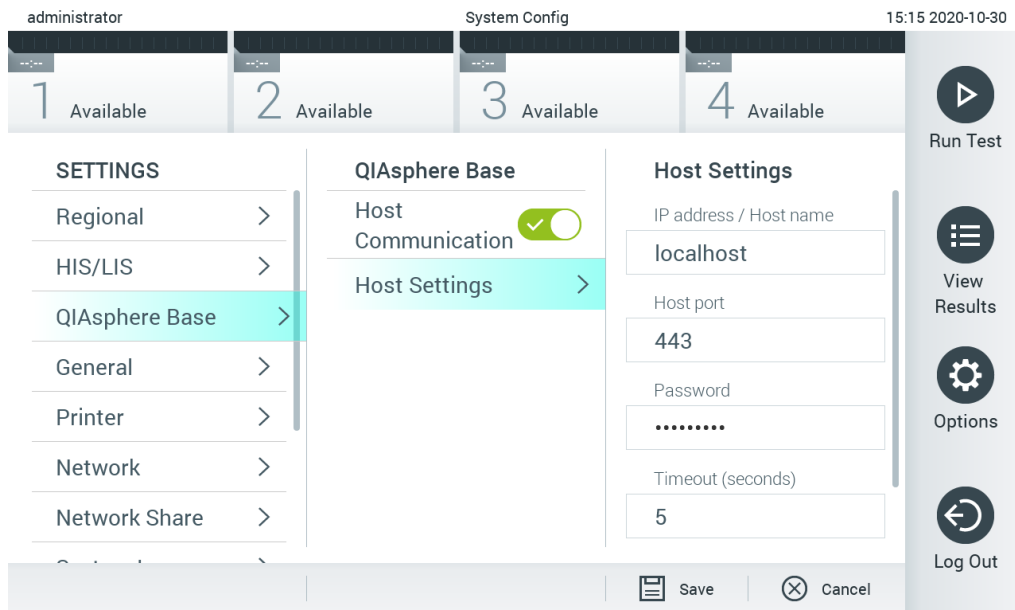 administrator
System Config
15:15 2020-10-30
--:--
1 Available
--:--
2 Available
--:--
3 Available
--:--
4 Available
SETTINGS
Regional
HIS/LIS
QIAsphere Base
General
Printer
Network
Network Share
QIAsphere Base
Host
Communication
Host Settings
Host Settings
IP address / Host name
localhost
Host port
443
Password
•••••••••
Timeout (seconds)
5
Save
Cancel
Run Test
View
Results
Options
Log Out